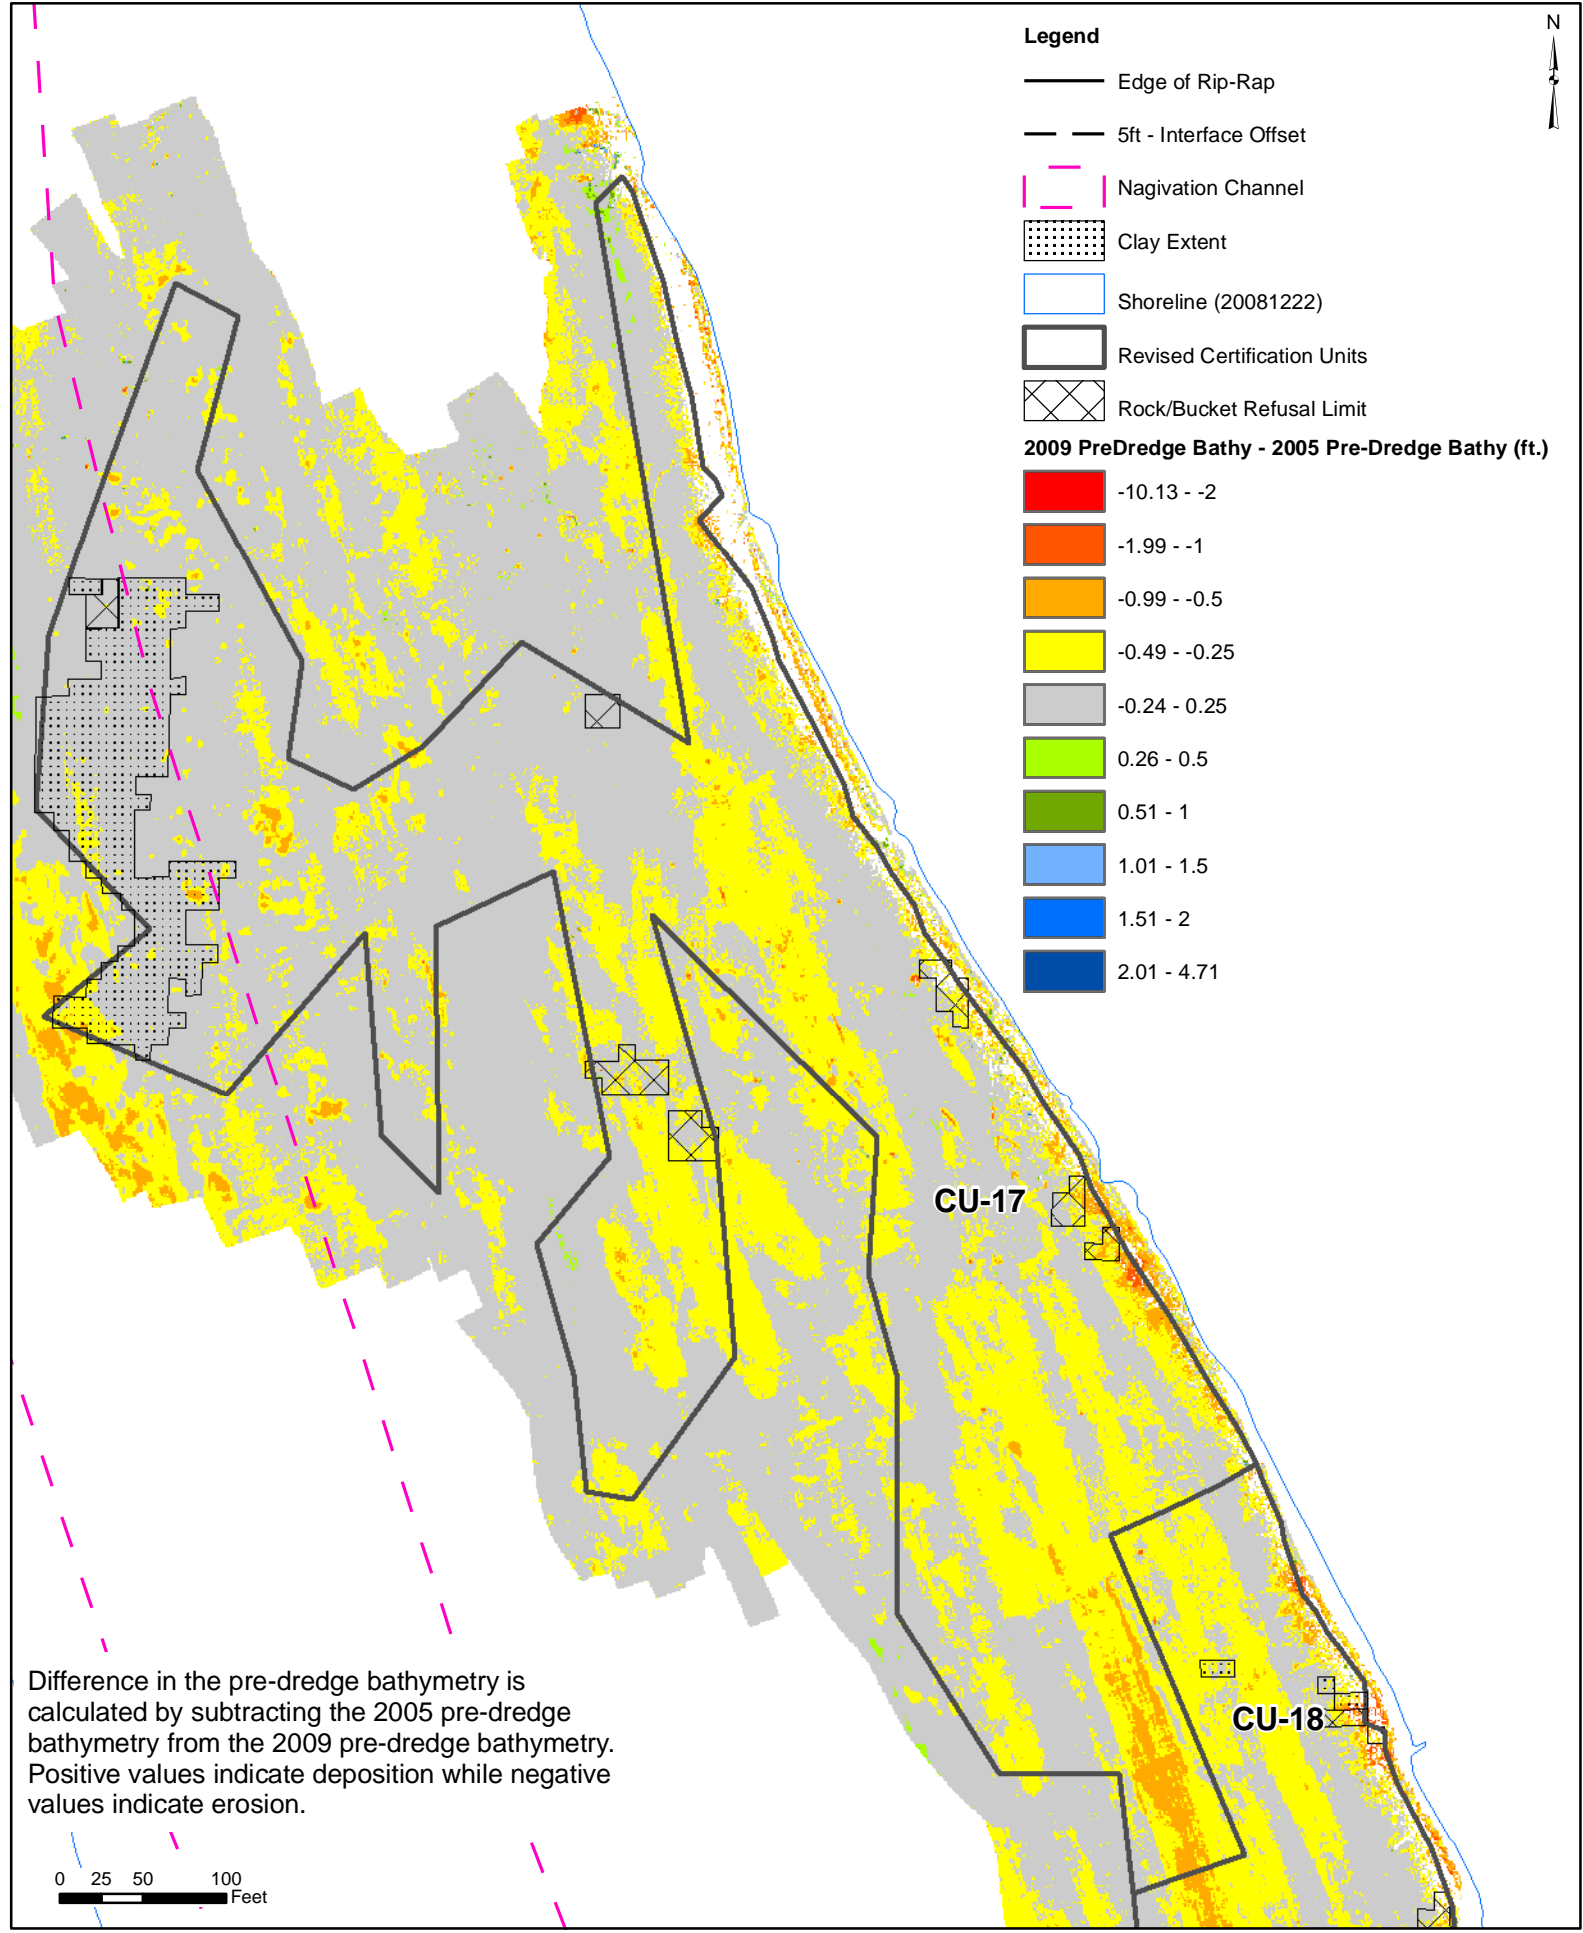 N
Legend
Edge of Rip-Rap
5ft - Interface Offset
Nagivation Channel
Clay Extent
Shoreline (20081222)
Revised Certification Units
Rock/Bucket Refusal Limit
2009 PreDredge Bathy - 2005 Pre-Dredge Bathy (ft.)
-10.13 - -2
-1.99 - -1
-0.99 - -0.5
-0.49 - -0.25
-0.24 - 0.25
0.26 - 0.5
0.51 - 1
1.01 - 1.5
1.51 - 2
2.01 - 4.71
CU-17
CU-18
Difference in the pre-dredge bathymetry is
calculated by subtracting the 2005 pre-dredge
bathymetry from the 2009 pre-dredge bathymetry.
Positive values indicate deposition while negative
values indicate erosion.
0 25 50 100
Feet